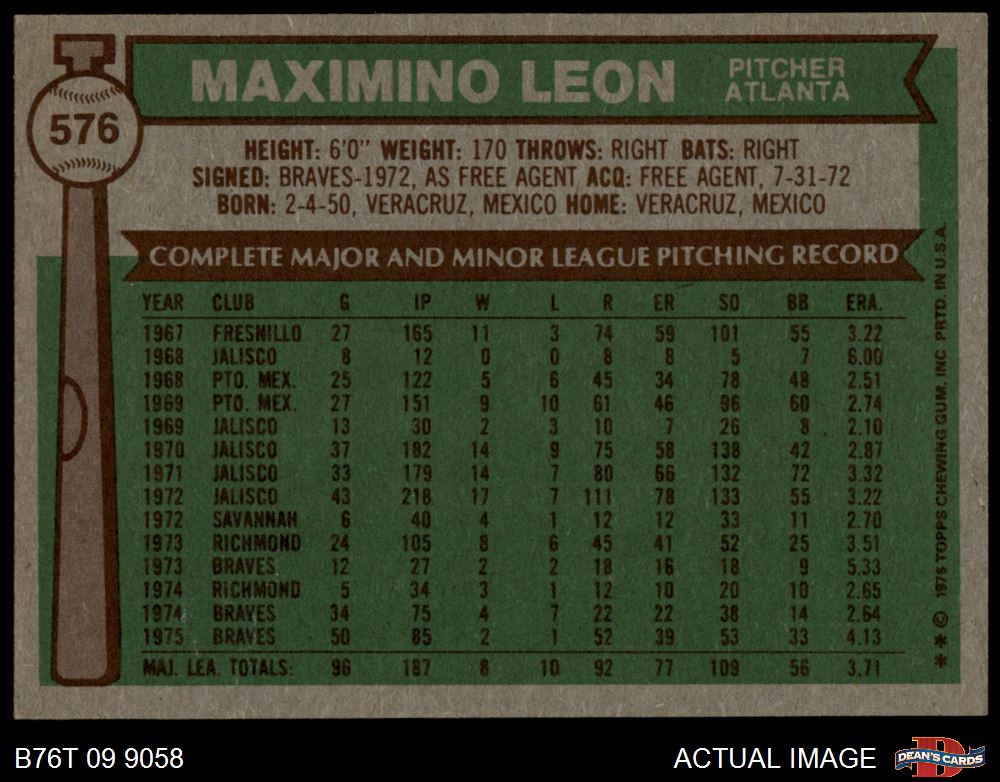 576
MAXIMINO LEON
PITCHER
ATLANTA
HEIGHT: 6'0" WEIGHT: 170 THROWS: RIGHT BATS: RIGHT
SIGNED: BRAVES-1972, AS FREE AGENT ACQ: FREE AGENT, 7-31-72
BORN: 2-4-50, VERACRUZ, MEXICO HOME: VERACRUZ, MEXICO
COMPLETE MAJOR AND MINOR LEAGUE PITCHING RECORD
YEAR CLUB G IP W L R ER SO BB ERA.
1967 FRESNILLO 27 165 11 3 74 59 101 55 3.22
1968 JALISCO 8 12 0 0 8 8 5 7 6.00
1968 PTO. MEX. 25 122 5 6 45 34 78 48 2.51
1969 PTO. MEX. 27 151 9 10 61 46 96 60 2.74
1969 JALISCO 13 30 2 3 10 7 26 8 2.10
1970 JALISCO 37 182 14 9 75 58 138 42 2.87
1971 JALISCO 33 179 14 7 80 66 132 72 3.32
1972 JALISCO 43 218 17 7 111 78 133 55 3.22
1972 SAVANNAH 6 40 4 1 12 12 33 11 2.70
1973 RICHMOND 24 105 8 6 45 41 52 25 3.51
1973 BRAVES 12 27 2 2 18 16 18 9 5.33
1974 RICHMOND 5 34 3 1 12 10 20 10 2.65
1974 BRAVES 34 75 4 7 22 22 38 14 2.64
1975 BRAVES 50 85 2 1 52 39 53 33 4.13
MAJ. LEA. TOTALS: 96 187 8 10 92 77 109 56 3.71
* * © 1976 TOPPS CHEWING GUM, INC PRTD. IN U.S.A.
B76T 09 9058
ACTUAL IMAGE
D
DEAN'S CARDS